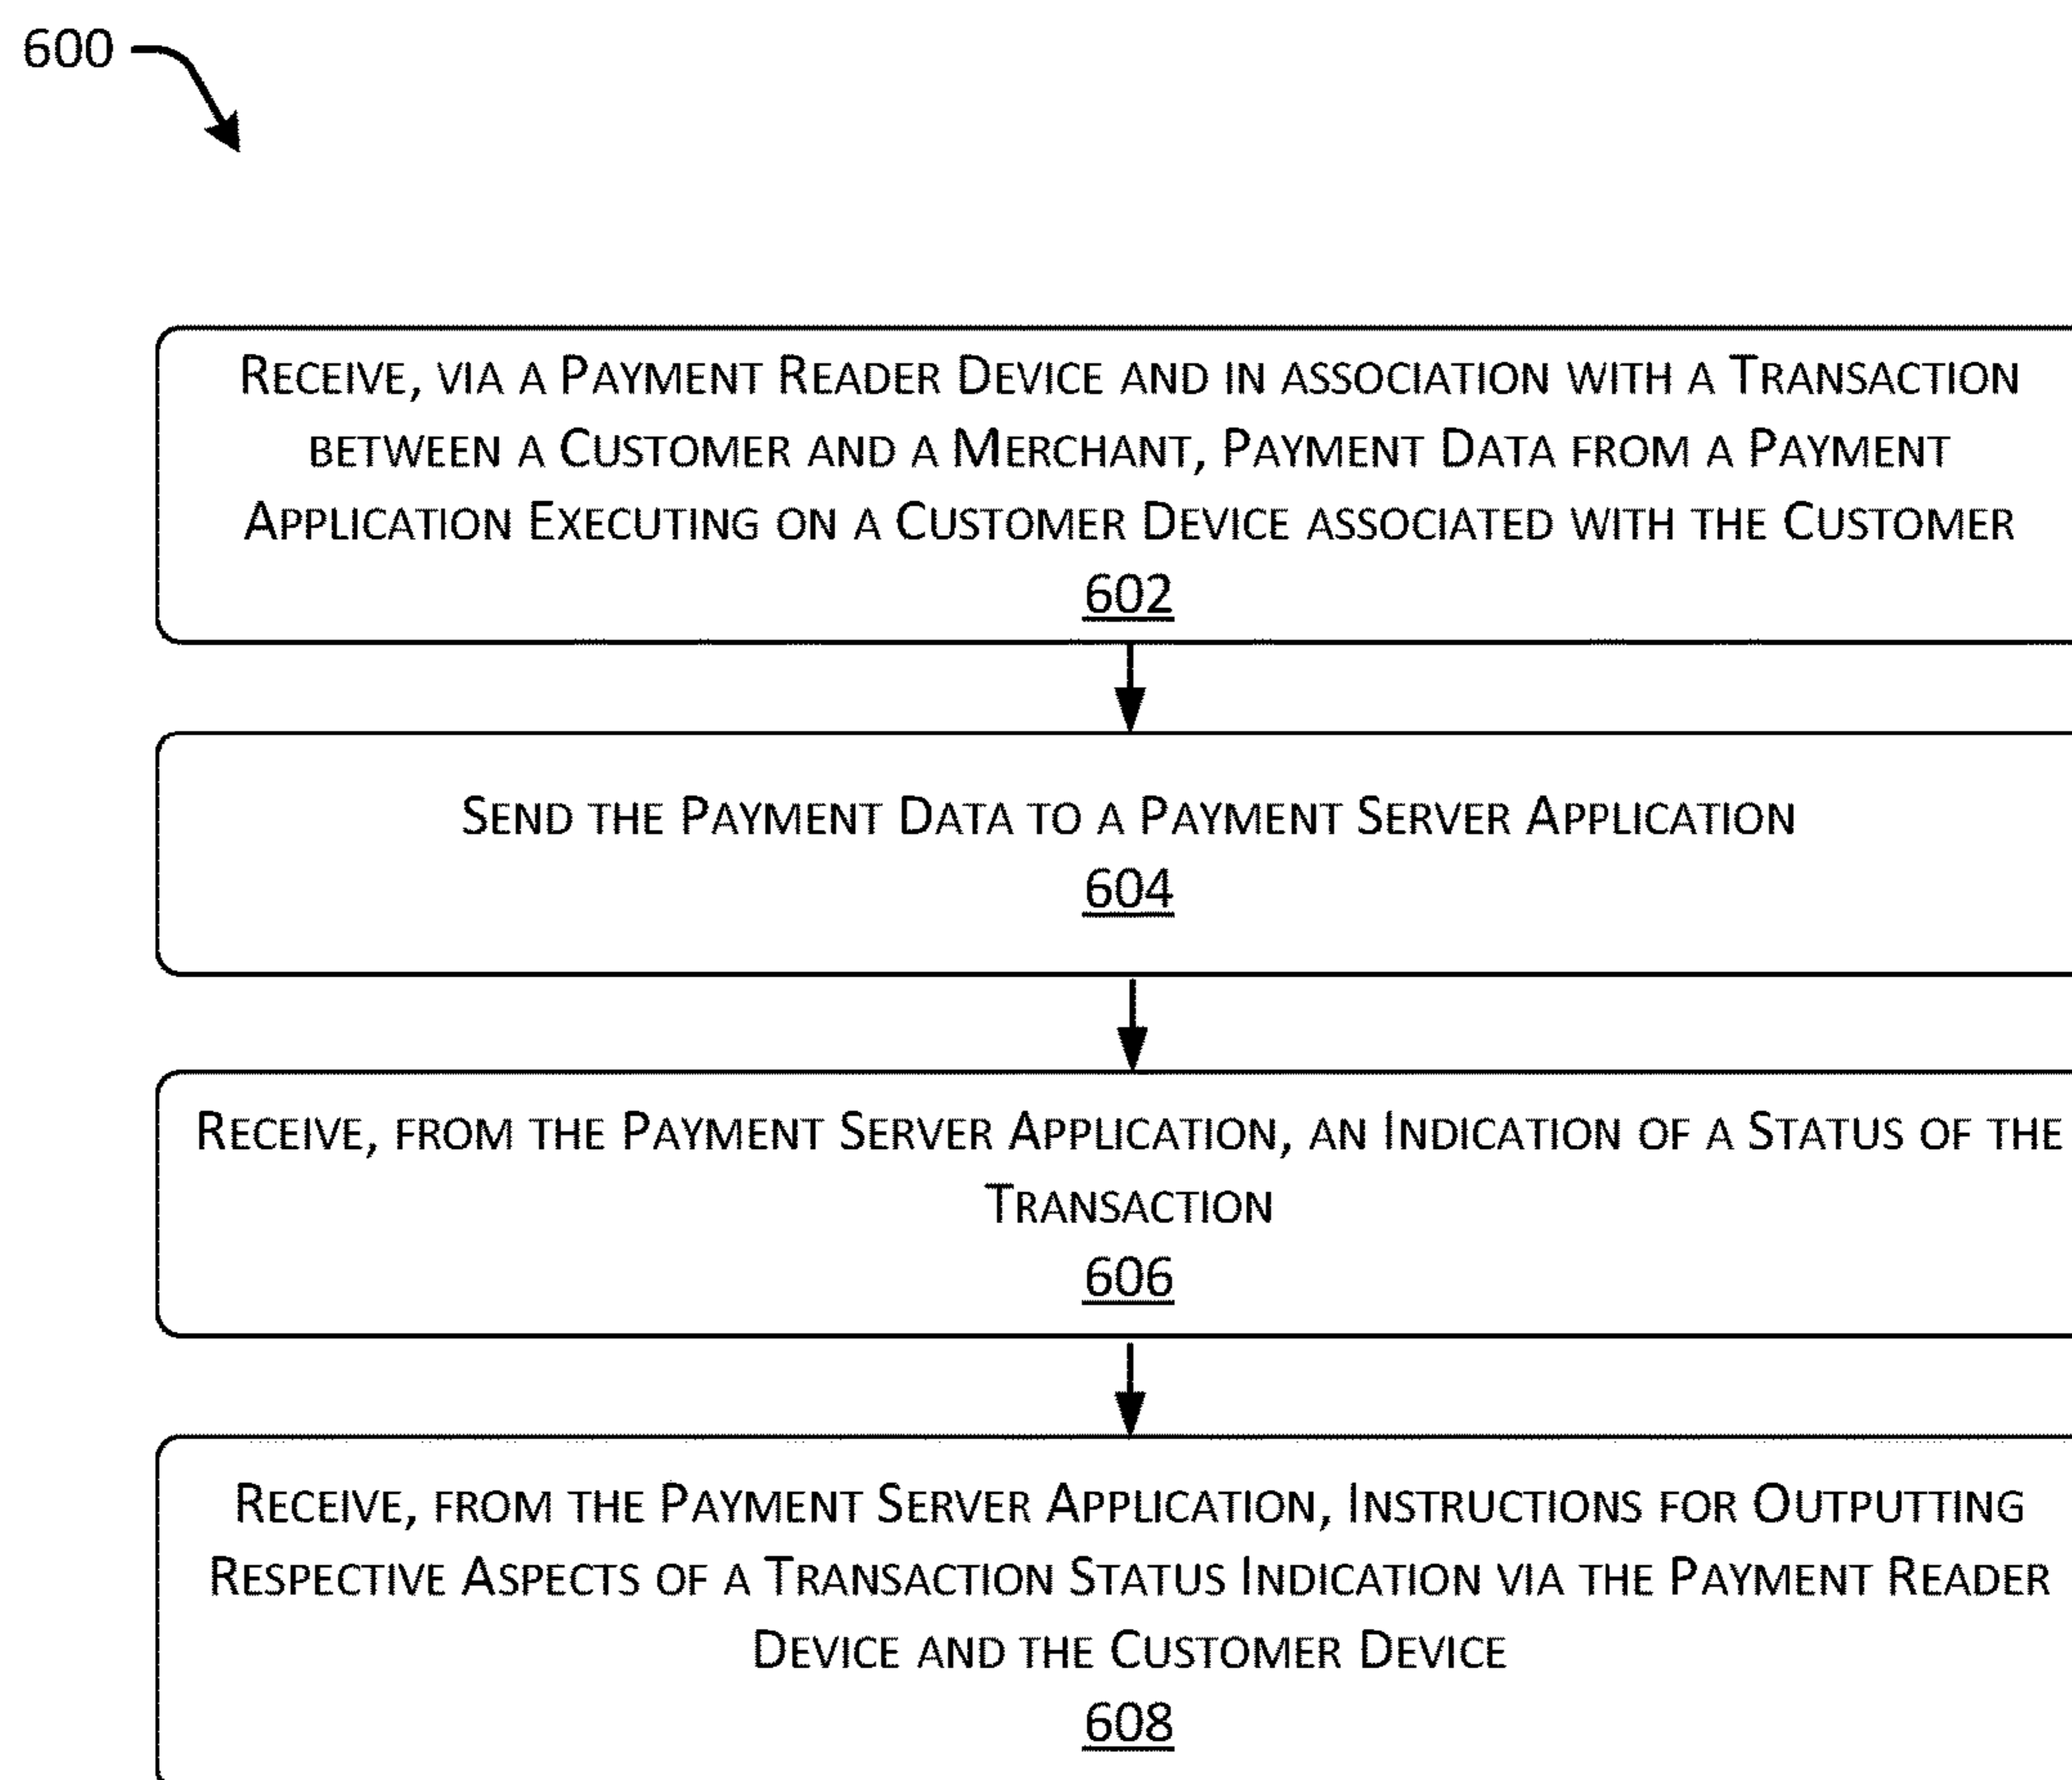 600
Receive, via a Payment Reader Device and in association with a Transaction
between a Customer and a Merchant, Payment Data from a Payment
Application Executing on a Customer Device associated with the Customer
602
Send the Payment Data to a Payment Server Application
604
Receive, from the Payment Server Application, an Indication of a Status of the
Transaction
606
Receive, from the Payment Server Application, Instructions for Outputting
Respective Aspects of a Transaction Status Indication via the Payment Reader
Device and the Customer Device
608